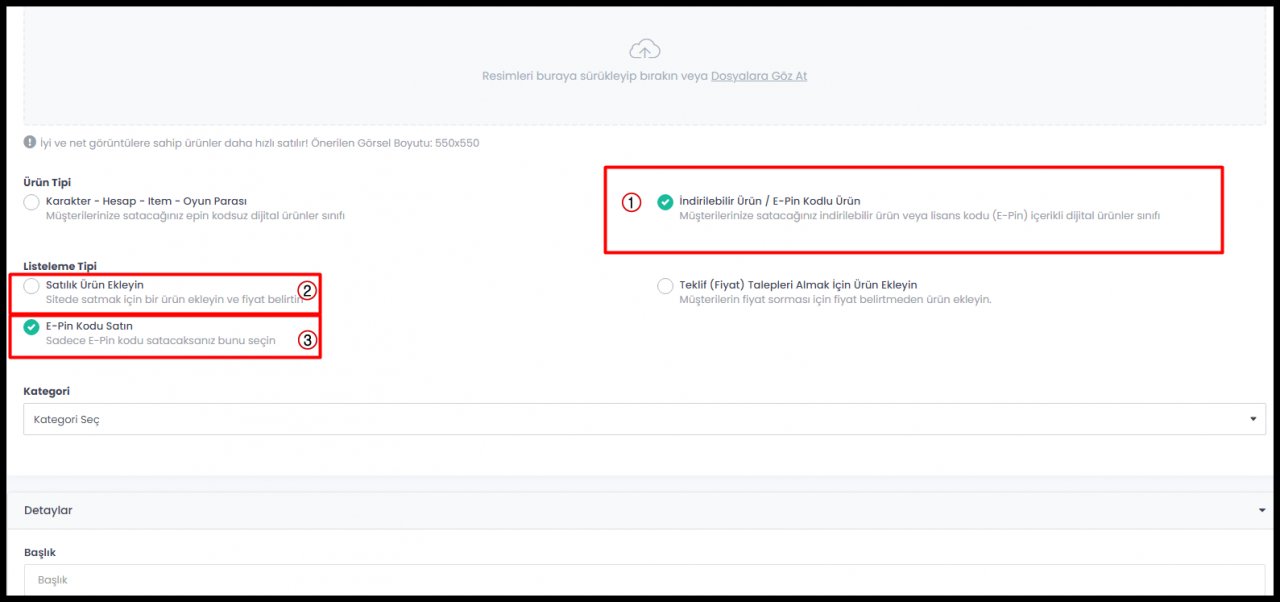 Resimleri buraya sürükleyip bırakın veya Dosyalara Göz At
İyi ve net görüntülere sahip ürünler daha hızlı satılır! Önerilen Görsel Boyutu: 550x550
Ürün Tipi
Karakter - Hesap - Item - Oyun Parası
Müşterilerinize satacağınız epin kodsuz dijital ürünler sınıfı
1
İndirilebilir Ürün / E-Pin Kodlu Ürün
Müşterilerinize satacağınız indirilebilir ürün veya lisans kodu (E-Pin) içerikli dijital ürünler sınıfı
Listeleme Tipi
Satılık Ürün Ekleyin
Sitede satmak için bir ürün ekleyin ve fiyat belirtin
2
Teklif (Fiyat) Talepleri Almak İçin Ürün Ekleyin
Müşterilerin fiyat sorması için fiyat belirtmeden ürün ekleyin.
E-Pin Kodu Satın
Sadece E-Pin kodu satacaksanız bunu seçin
3
Kategori
Kategori Seç
Detaylar
Başlık
Başlık